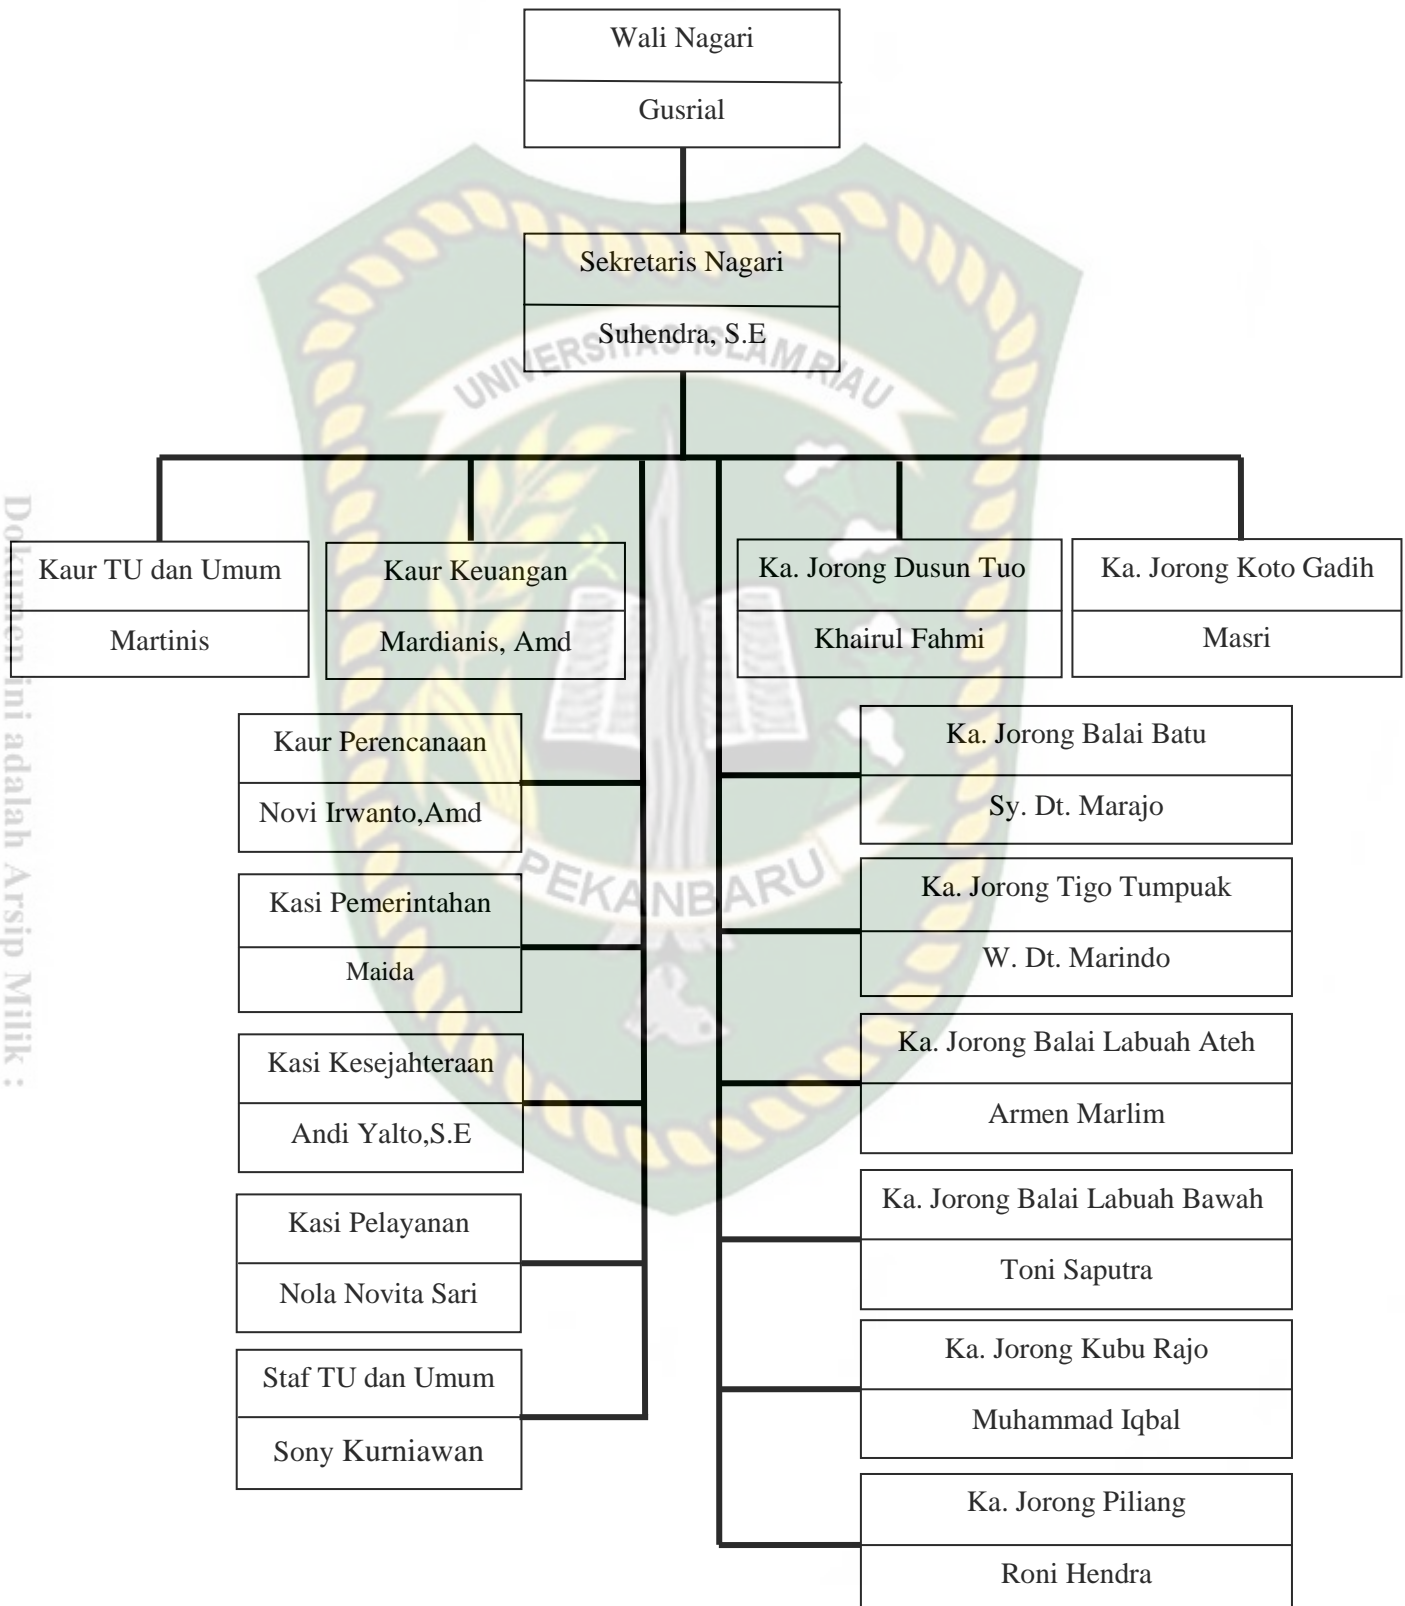 Wali Nagari
Gusrial
Sekretaris Nagari
Suhendra, S.E
UNIVERSITAS ISLAM RIAU
Kaur TU dan Umum
Martinis
Kaur Keuangan
Mardianis, Amd
Ka. Jorong Dusun Tuo
Khairul Fahmi
Ka. Jorong Koto Gadih
Masri
Kaur Perencanaan
Novi Irwanto,Amd
Kasi Pemerintahan
Maida
Kasi Kesejahteraan
Andi Yalto,S.E
Kasi Pelayanan
Nola Novita Sari
Staf TU dan Umum
Sony Kurniawan
Ka. Jorong Balai Batu
Sy. Dt. Marajo
Ka. Jorong Tigo Tumpuak
W. Dt. Marindo
Ka. Jorong Balai Labuah Ateh
Armen Marlim
Ka. Jorong Balai Labuah Bawah
Toni Saputra
Ka. Jorong Kubu Rajo
Muhammad Iqbal
Ka. Jorong Piliang
Roni Hendra
PEKANBARU
Dokumen ini adalah Arsip Milik :